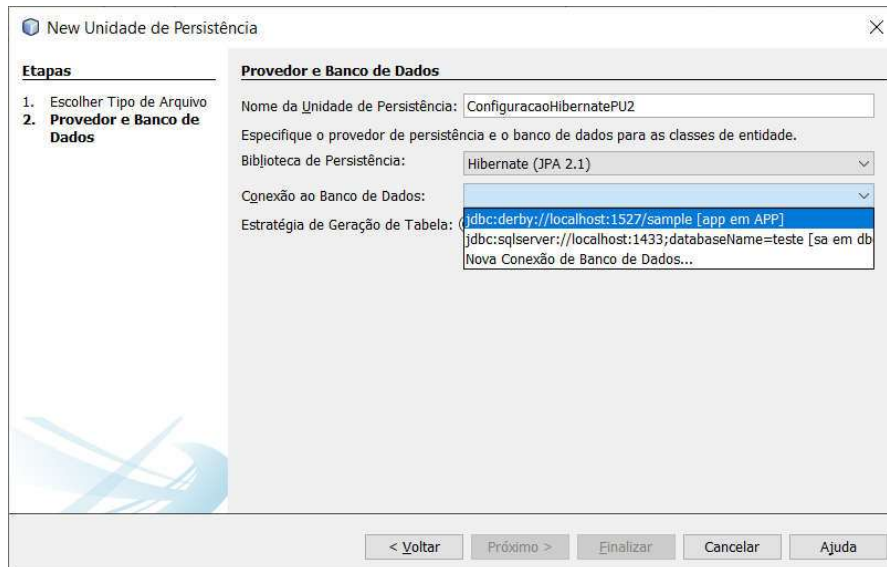 New Unidade de Persistência
Etapas
1. Escolher Tipo de Arquivo
2. Provedor e Banco de
Dados
Provedor e Banco de Dados
Nome da Unidade de Persistência: ConfiguracaoHibernatePU2
Especifique o provedor de persistência e o banco de dados para as classes de entidade.
Biblioteca de Persistência: Hibernate (JPA 2.1)
Conexão ao Banco de Dados:
Estratégia de Geração de Tabela:
jdbc:derby://localhost:1527/sample [app em APP]
jdbc:sqlserver://localhost:1433;databaseName=teste [sa em db
Nova Conexão de Banco de Dados...
< Voltar Próximo > Finalizar Cancelar Ajuda